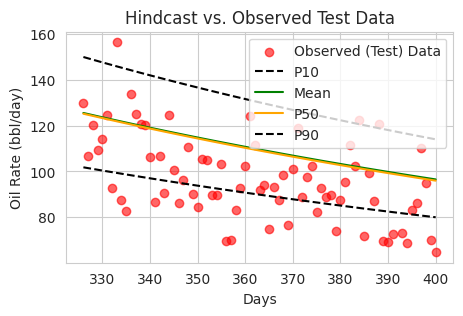 Hindcast vs. Observed Test Data
Oil Rate (bbl/day)
160
140
120
100
80
Observed (Test) Data
P10
Mean
P50
P90
330
340
350
360
370
380
390
400
Days